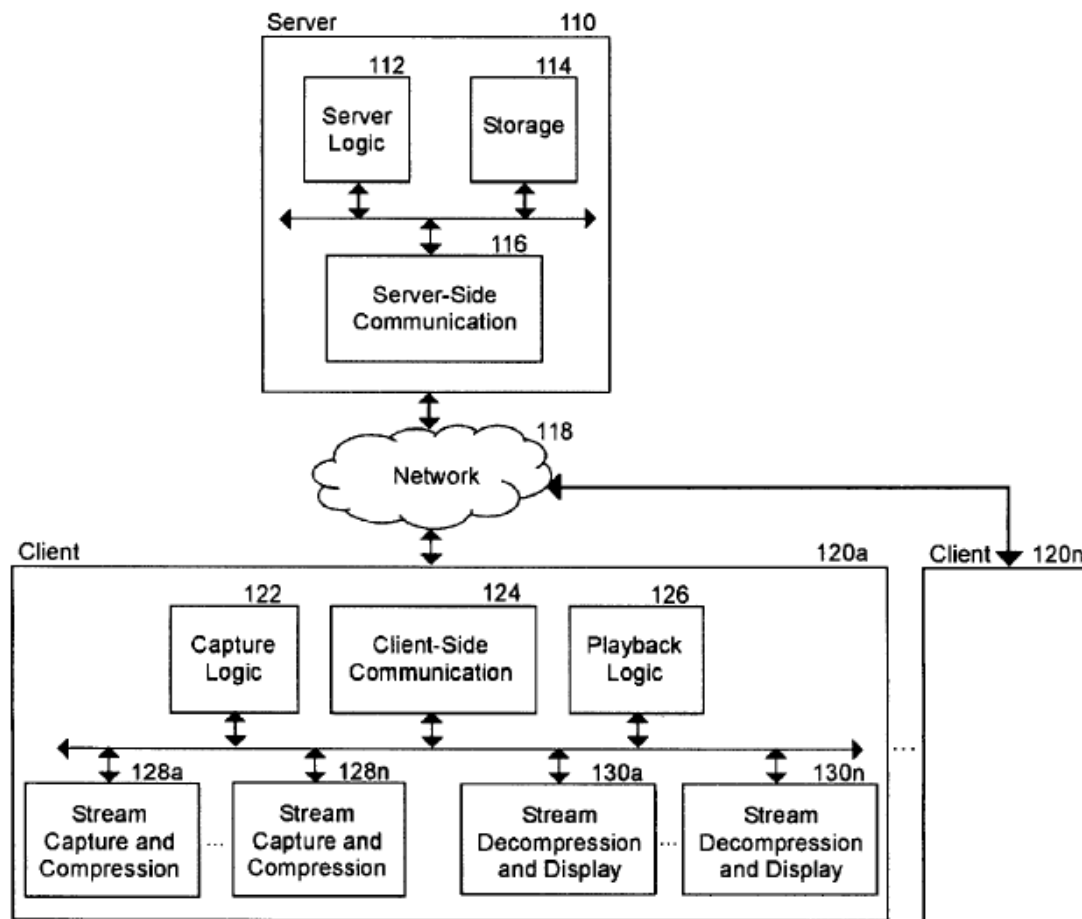 Server 110
112
114
Server
Logic
Storage
116
Server-Side
Communication
118
Network
Client 120a
Client 120n
122
124
126
Capture
Logic
Client-Side
Communication
Playback
Logic
...
128a
128n
130a
130n
Stream
Capture and
Compression
...
Stream
Capture and
Compression
Stream
Decompression
and Display
...
Stream
Decompression
and Display